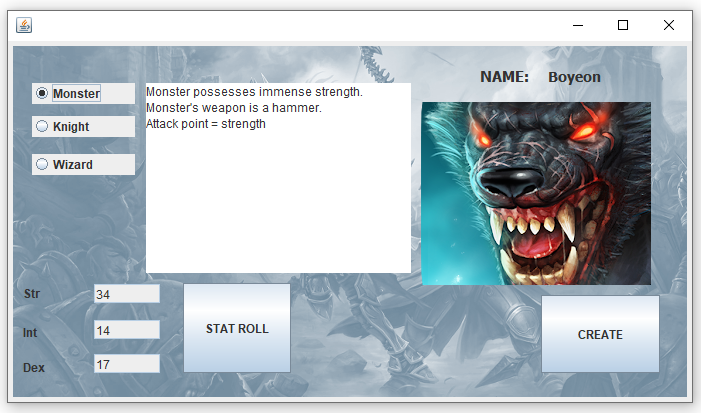 NAME: Boyeon
Monster
Knight
Wizard
Monster possesses immense strength.
Monster's weapon is a hammer.
Attack point = strength
Str 34
Int 14
Dex 17
STAT ROLL
CREATE